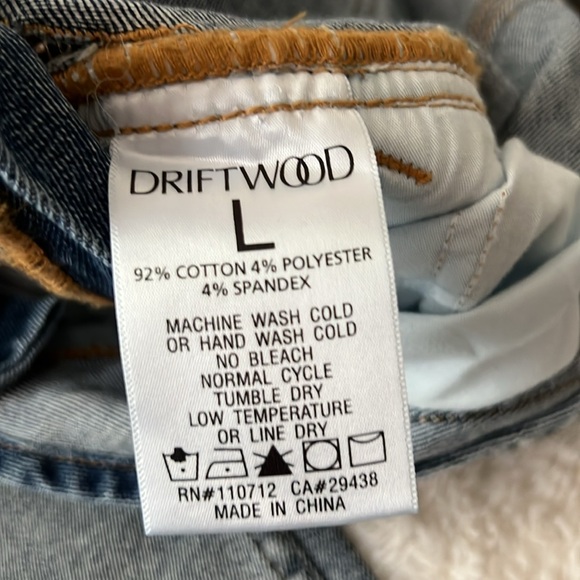 DRIFTWOOD
L
92% COTTON 4% POLYESTER
4% SPANDEX
MACHINE WASH COLD
OR HAND WASH COLD
NO BLEACH
NORMAL CYCLE
TUMBLE DRY
LOW TEMPERATURE
OR LINE DRY
RN#110712 CA#29438
MADE IN CHINA